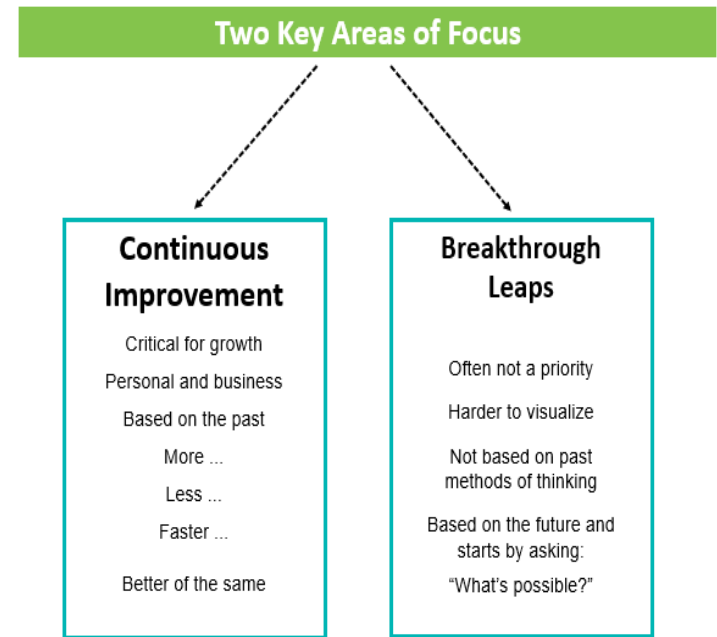 Two Key Areas of Focus
Continuous
Improvement
Critical for growth
Personal and business
Based on the past
More ...
Less ...
Faster ...
Better of the same
Breakthrough
Leaps
Often not a priority
Harder to visualize
Not based on past
methods of thinking
Based on the future and
starts by asking:
“What’s possible?”